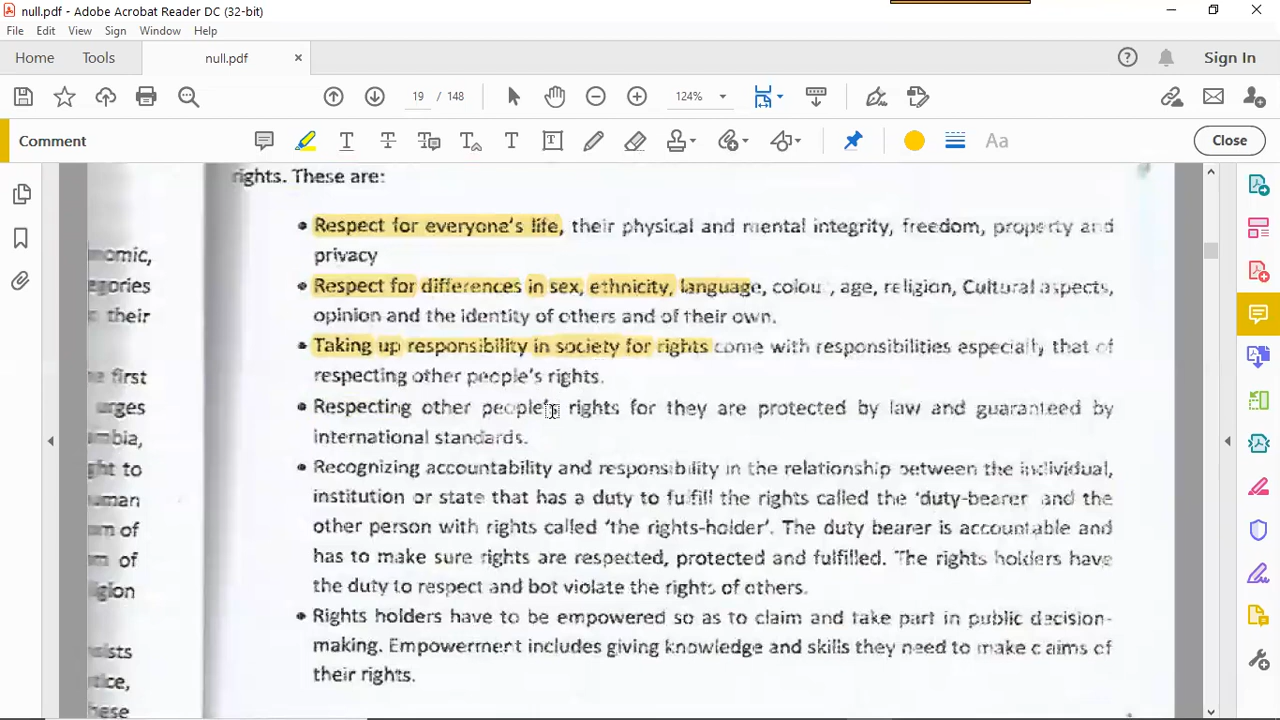 null.pdf - Adobe Acrobat Reader DC (32-bit)
File Edit View Sign Window Help
Home Tools null.pdf × Sign In
19 / 148 124%
Comment Close
rights. These are:
• Respect for everyone's life, their physical and mental integrity, freedom, property and
privacy
• Respect for differences in sex, ethnicity, language, colour, age, religion, Cultural aspects,
opinion and the identity of others and of their own.
• Taking up responsibility in society for rights come with responsibilities especially that of
respecting other people's rights.
• Respecting other people's rights for they are protected by law and guaranteed by
international standards.
• Recognizing accountability and responsibility in the relationship between the individual,
institution or state that has a duty to fulfill the rights called the 'duty-bearer and the
other person with rights called 'the rights-holder'. The duty bearer is accountable and
has to make sure rights are respected, protected and fulfilled. The rights holders have
the duty to respect and bot violate the rights of others.
• Rights holders have to be empowered so as to claim and take part in public decision-
making. Empowerment includes giving knowledge and skills they need to make claims of
their rights.
their
first
urges
to
of
of